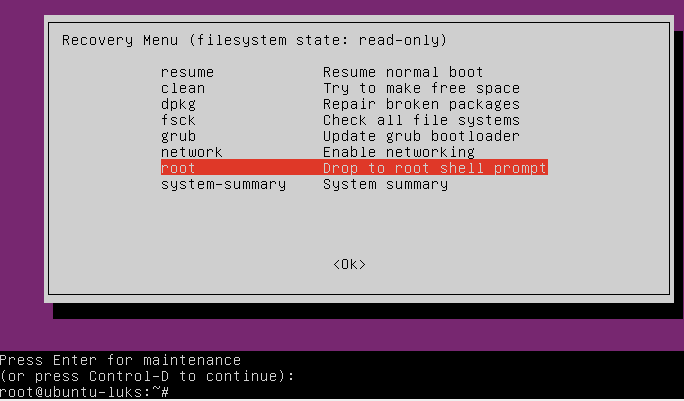 Recovery Menu (filesystem state: read-only)
resume Resume normal boot
clean Try to make free space
dpkg Repair broken packages
fsck Check all file systems
grub Update grub bootloader
network Enable networking
root Drop to root shell prompt
system-summary System summary
<Ok>
Press Enter for maintenance
(or press Control-D to continue):
root@ubuntu-luks:~#